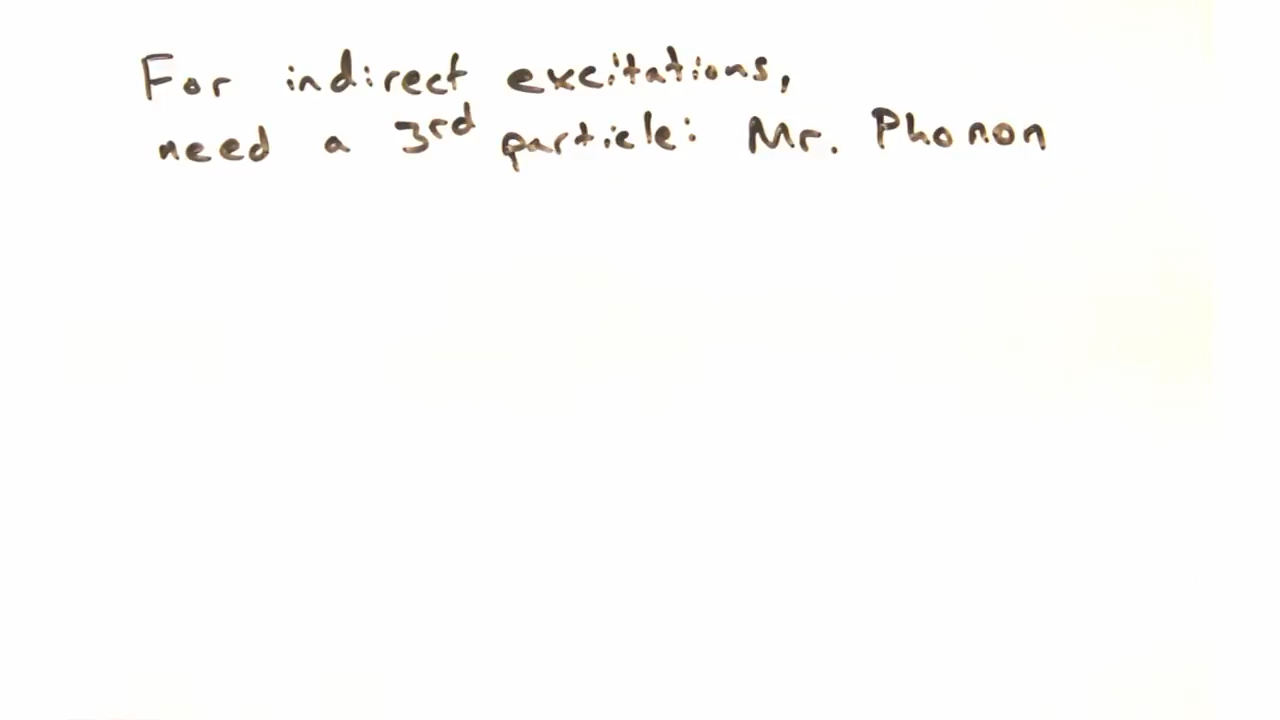 For indirect excitations,
need a 3rd particle: Mr. Phonon